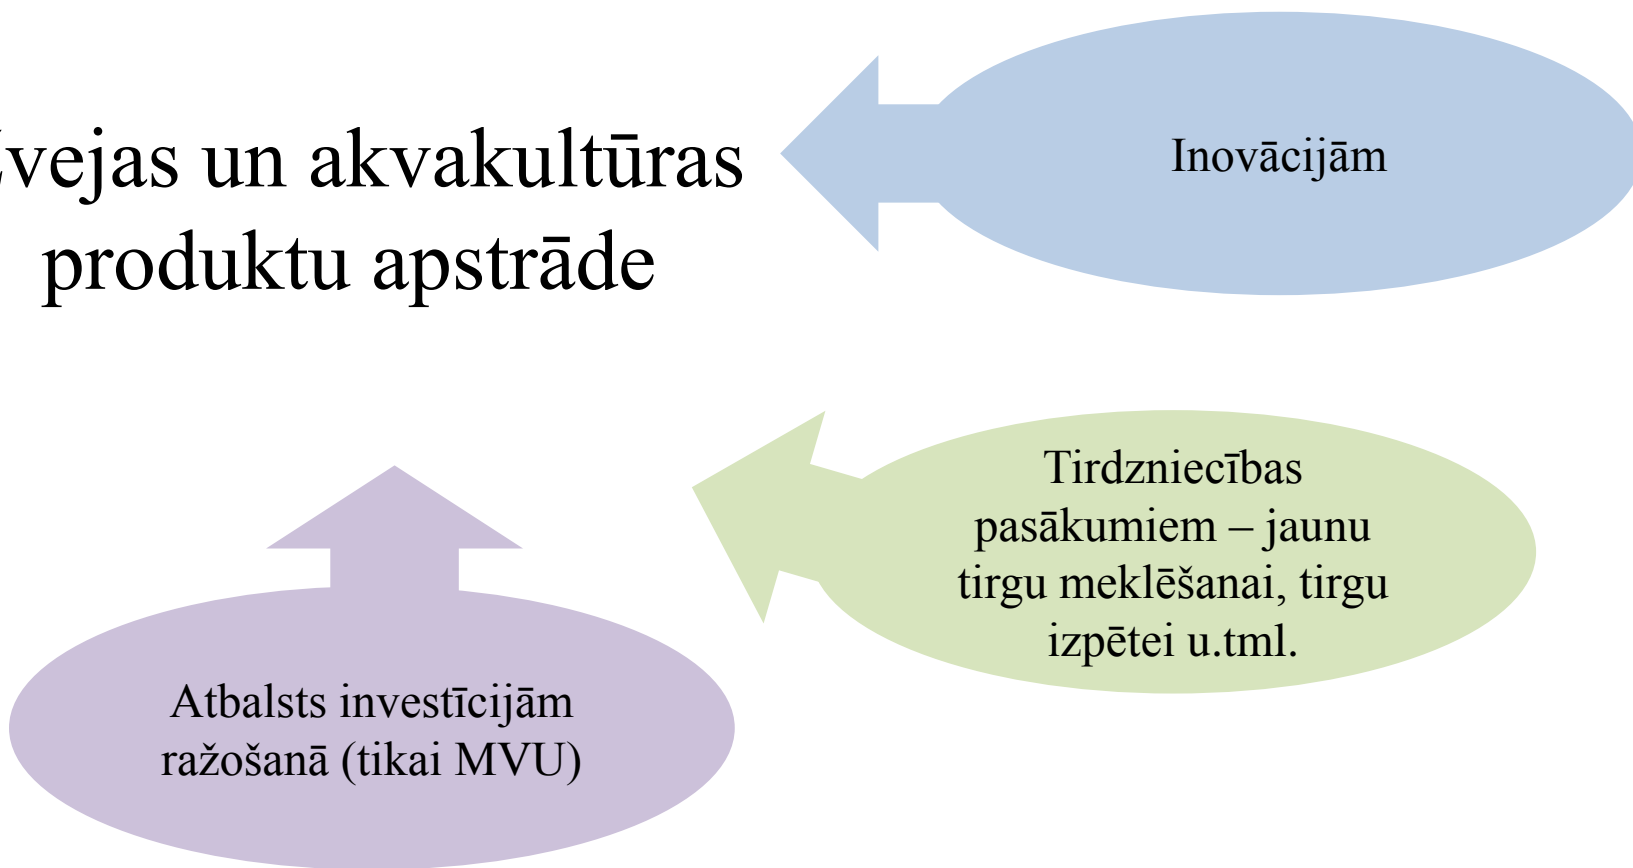 vejas un akvakultūras
produktu apstrāde
Inovācijām
Tirdzniecības
pasākumiem – jaunu
tirgu meklēšanai, tirgu
izpētei u.tml.
Atbalsts investīcijām
ražošanā (tikai MVU)